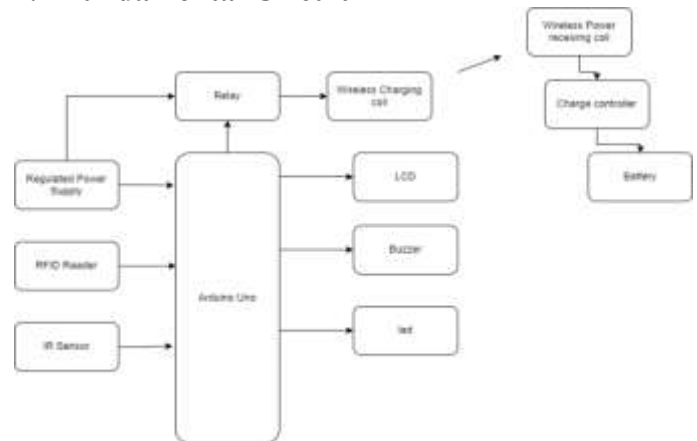 Wireless Power
receiving coil
Relay
Wireless Charging
coil
Charge controller
Regulated Power
Supply
LCD
Battery
RFID Reader
Buzzer
Arduino Uno
IR Sensor
led